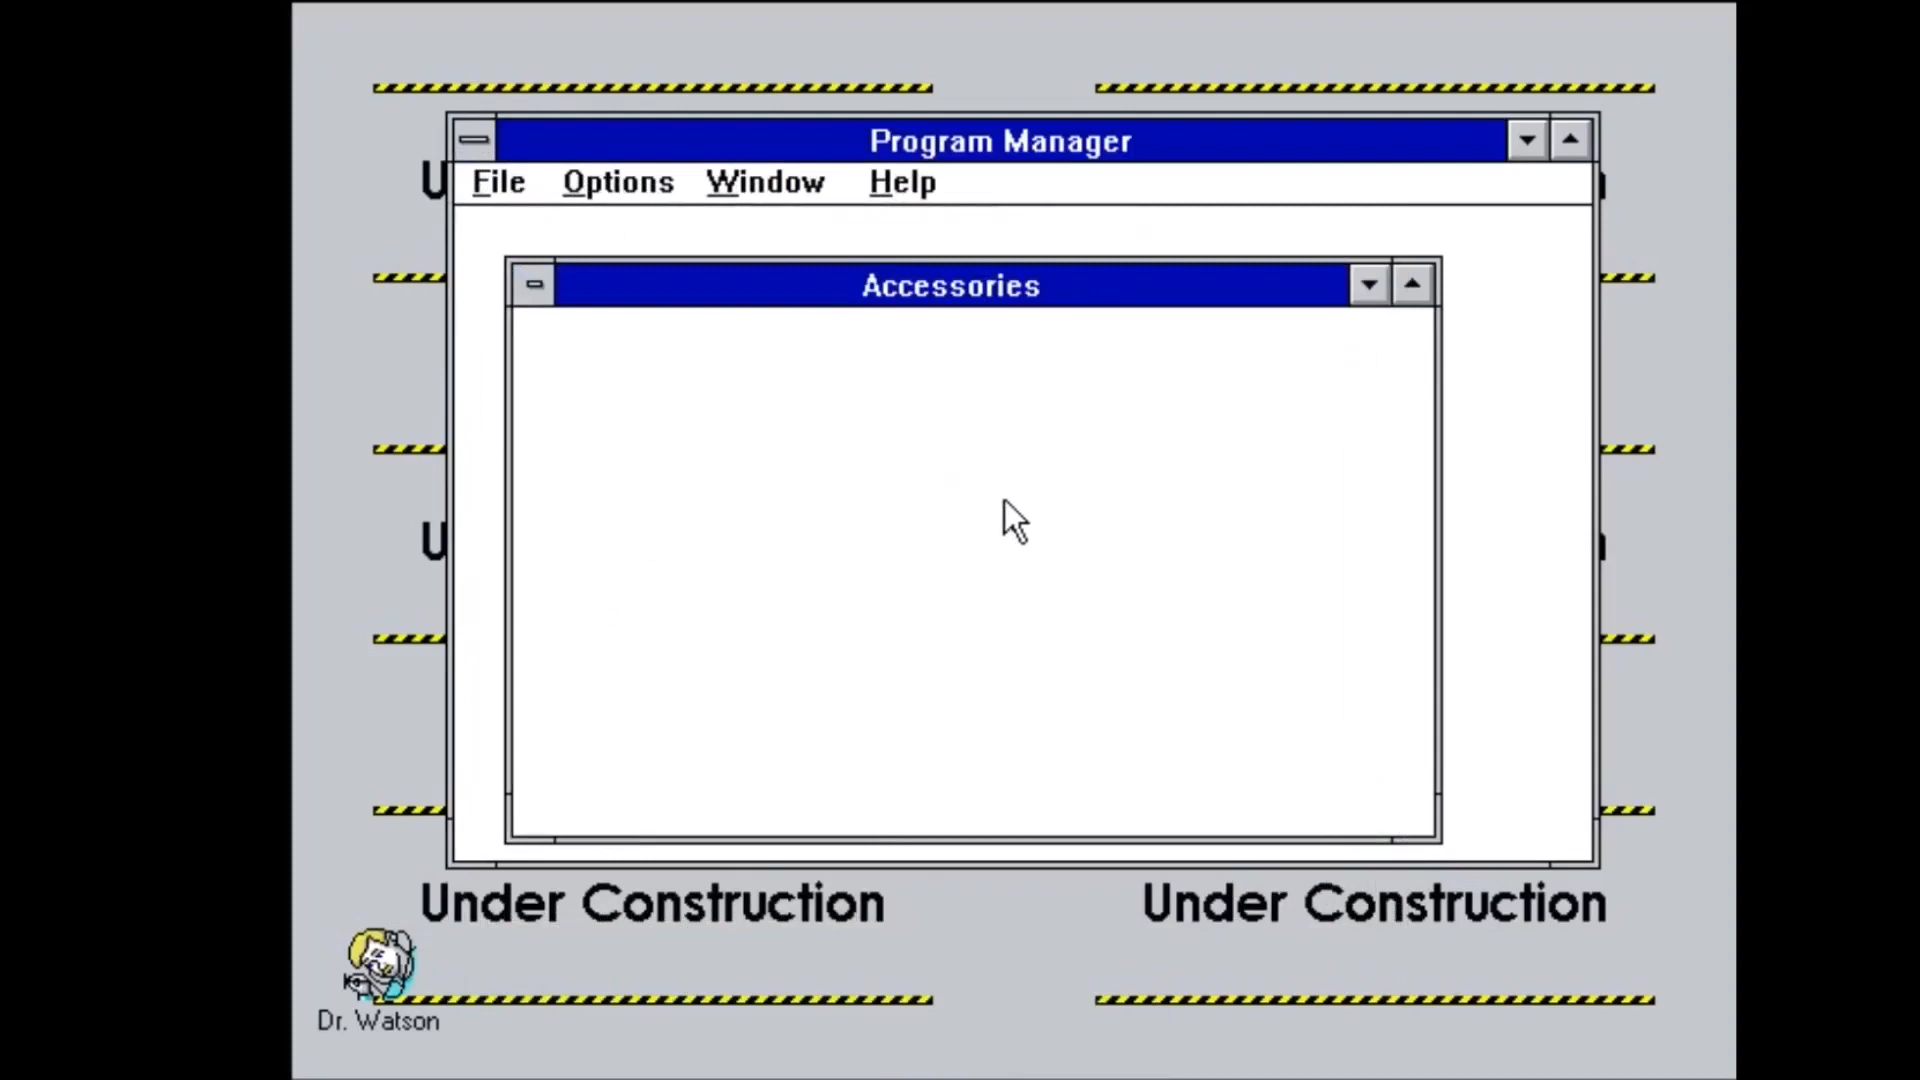 Program Manager
File Options Window Help
Accessories
Under Construction Under Construction
Dr. Watson